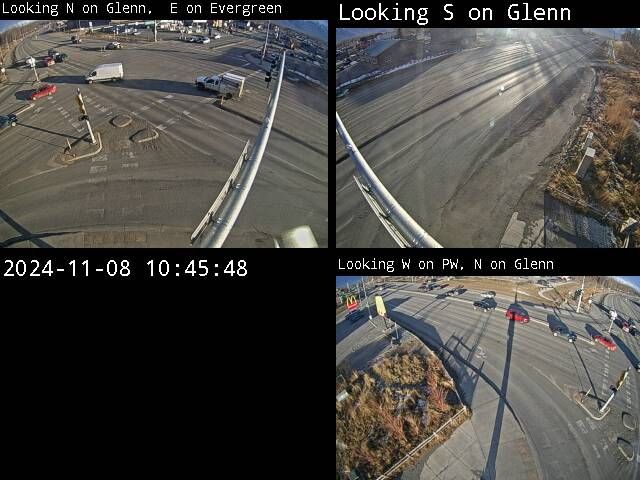 Looking N on Glenn,  E on Evergreen
Looking S on Glenn
2024-11-08 10:45:48
Looking W on PW, N on Glenn